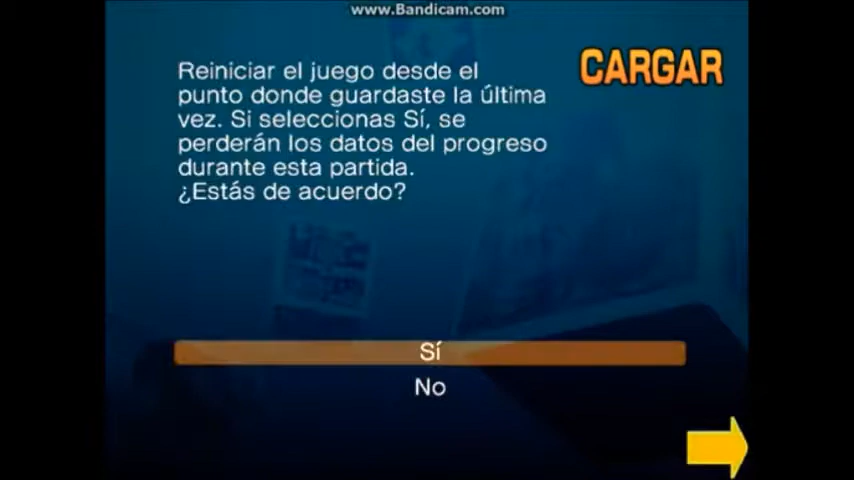 www.Bandicam.com
CARGAR
Reiniciar el juego desde el
punto donde guardaste la última
vez. Si seleccionas Sí, se
perderán los datos del progreso
durante esta partida.
¿Estás de acuerdo?
Sí
No